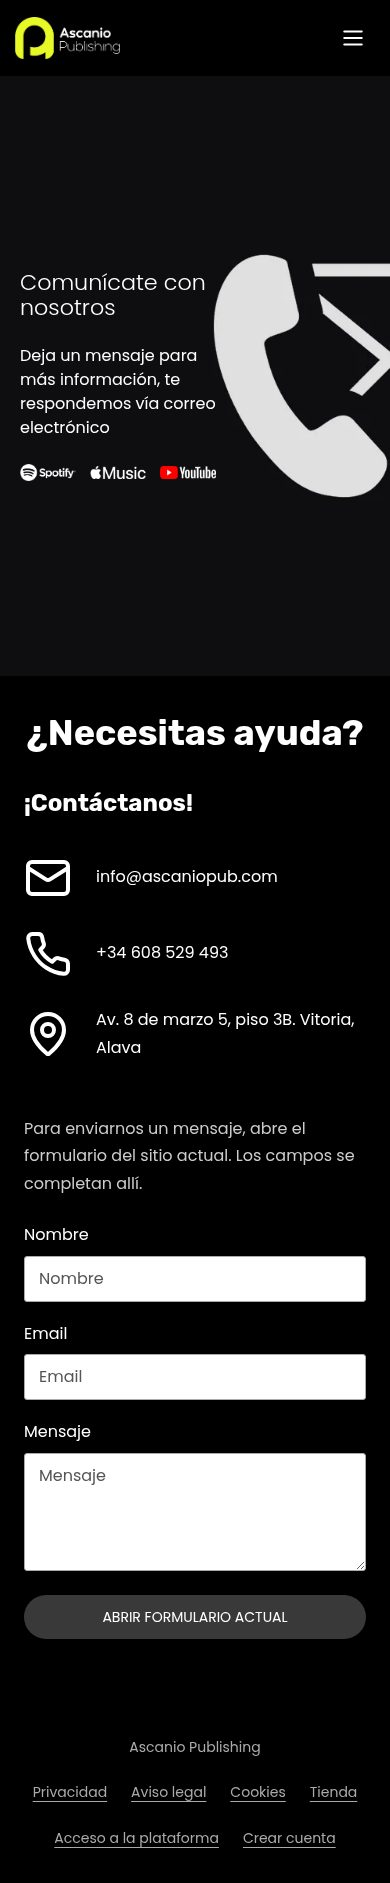 Ascanio
Publishing
Comunícate con
nosotros
Deja un mensaje para
más información, te
respondemos vía correo
electrónico
Spotify Music YouTube
¿Necesitas ayuda?
¡Contáctanos!
info@ascaniopub.com
+34 608 529 493
Av. 8 de marzo 5, piso 3B. Vitoria,
Alava
Para enviarnos un mensaje, abre el
formulario del sitio actual. Los campos se
completan allí.
Nombre
Nombre
Email
Email
Mensaje
Mensaje
ABRIR FORMULARIO ACTUAL
Ascanio Publishing
Privacidad Aviso legal Cookies Tienda
Acceso a la plataforma Crear cuenta